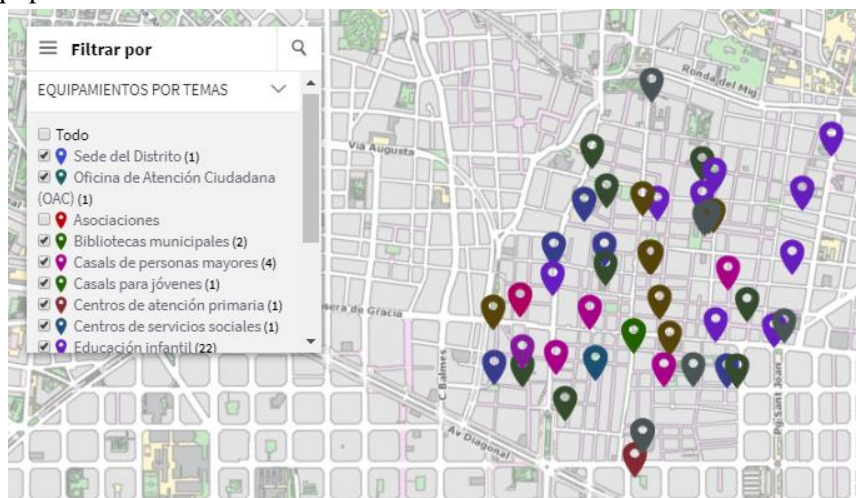 Filtrar por
EQUIPAMIENTOS POR TEMAS
Todo
Sede del Distrito (1)
Oficina de Atención Ciudadana
(OAC) (1)
Asociaciones
Bibliotecas municipales (2)
Casals de personas mayores (4)
Casals para jóvenes (1)
Centros de atención primaria (1)
Centros de servicios sociales (1)
Educación infantil (22)
Ronda del Mig
Via Augusta
sera de Gracia
C Balmes
Av Diagonal
Pg Sant Joan